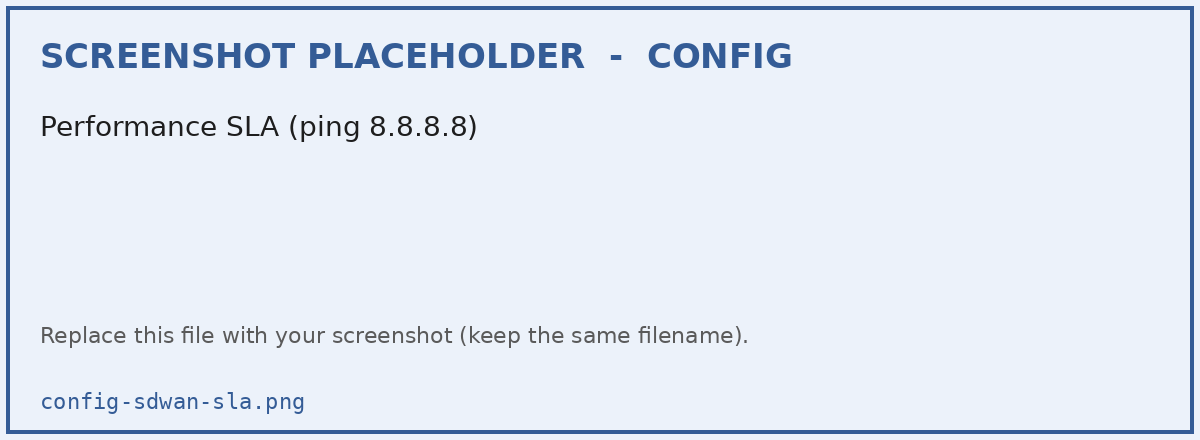 SCREENSHOT PLACEHOLDER - CONFIG
Performance SLA (ping 8.8.8.8)
Replace this file with your screenshot (keep the same filename).
config-sdwan-sla.png